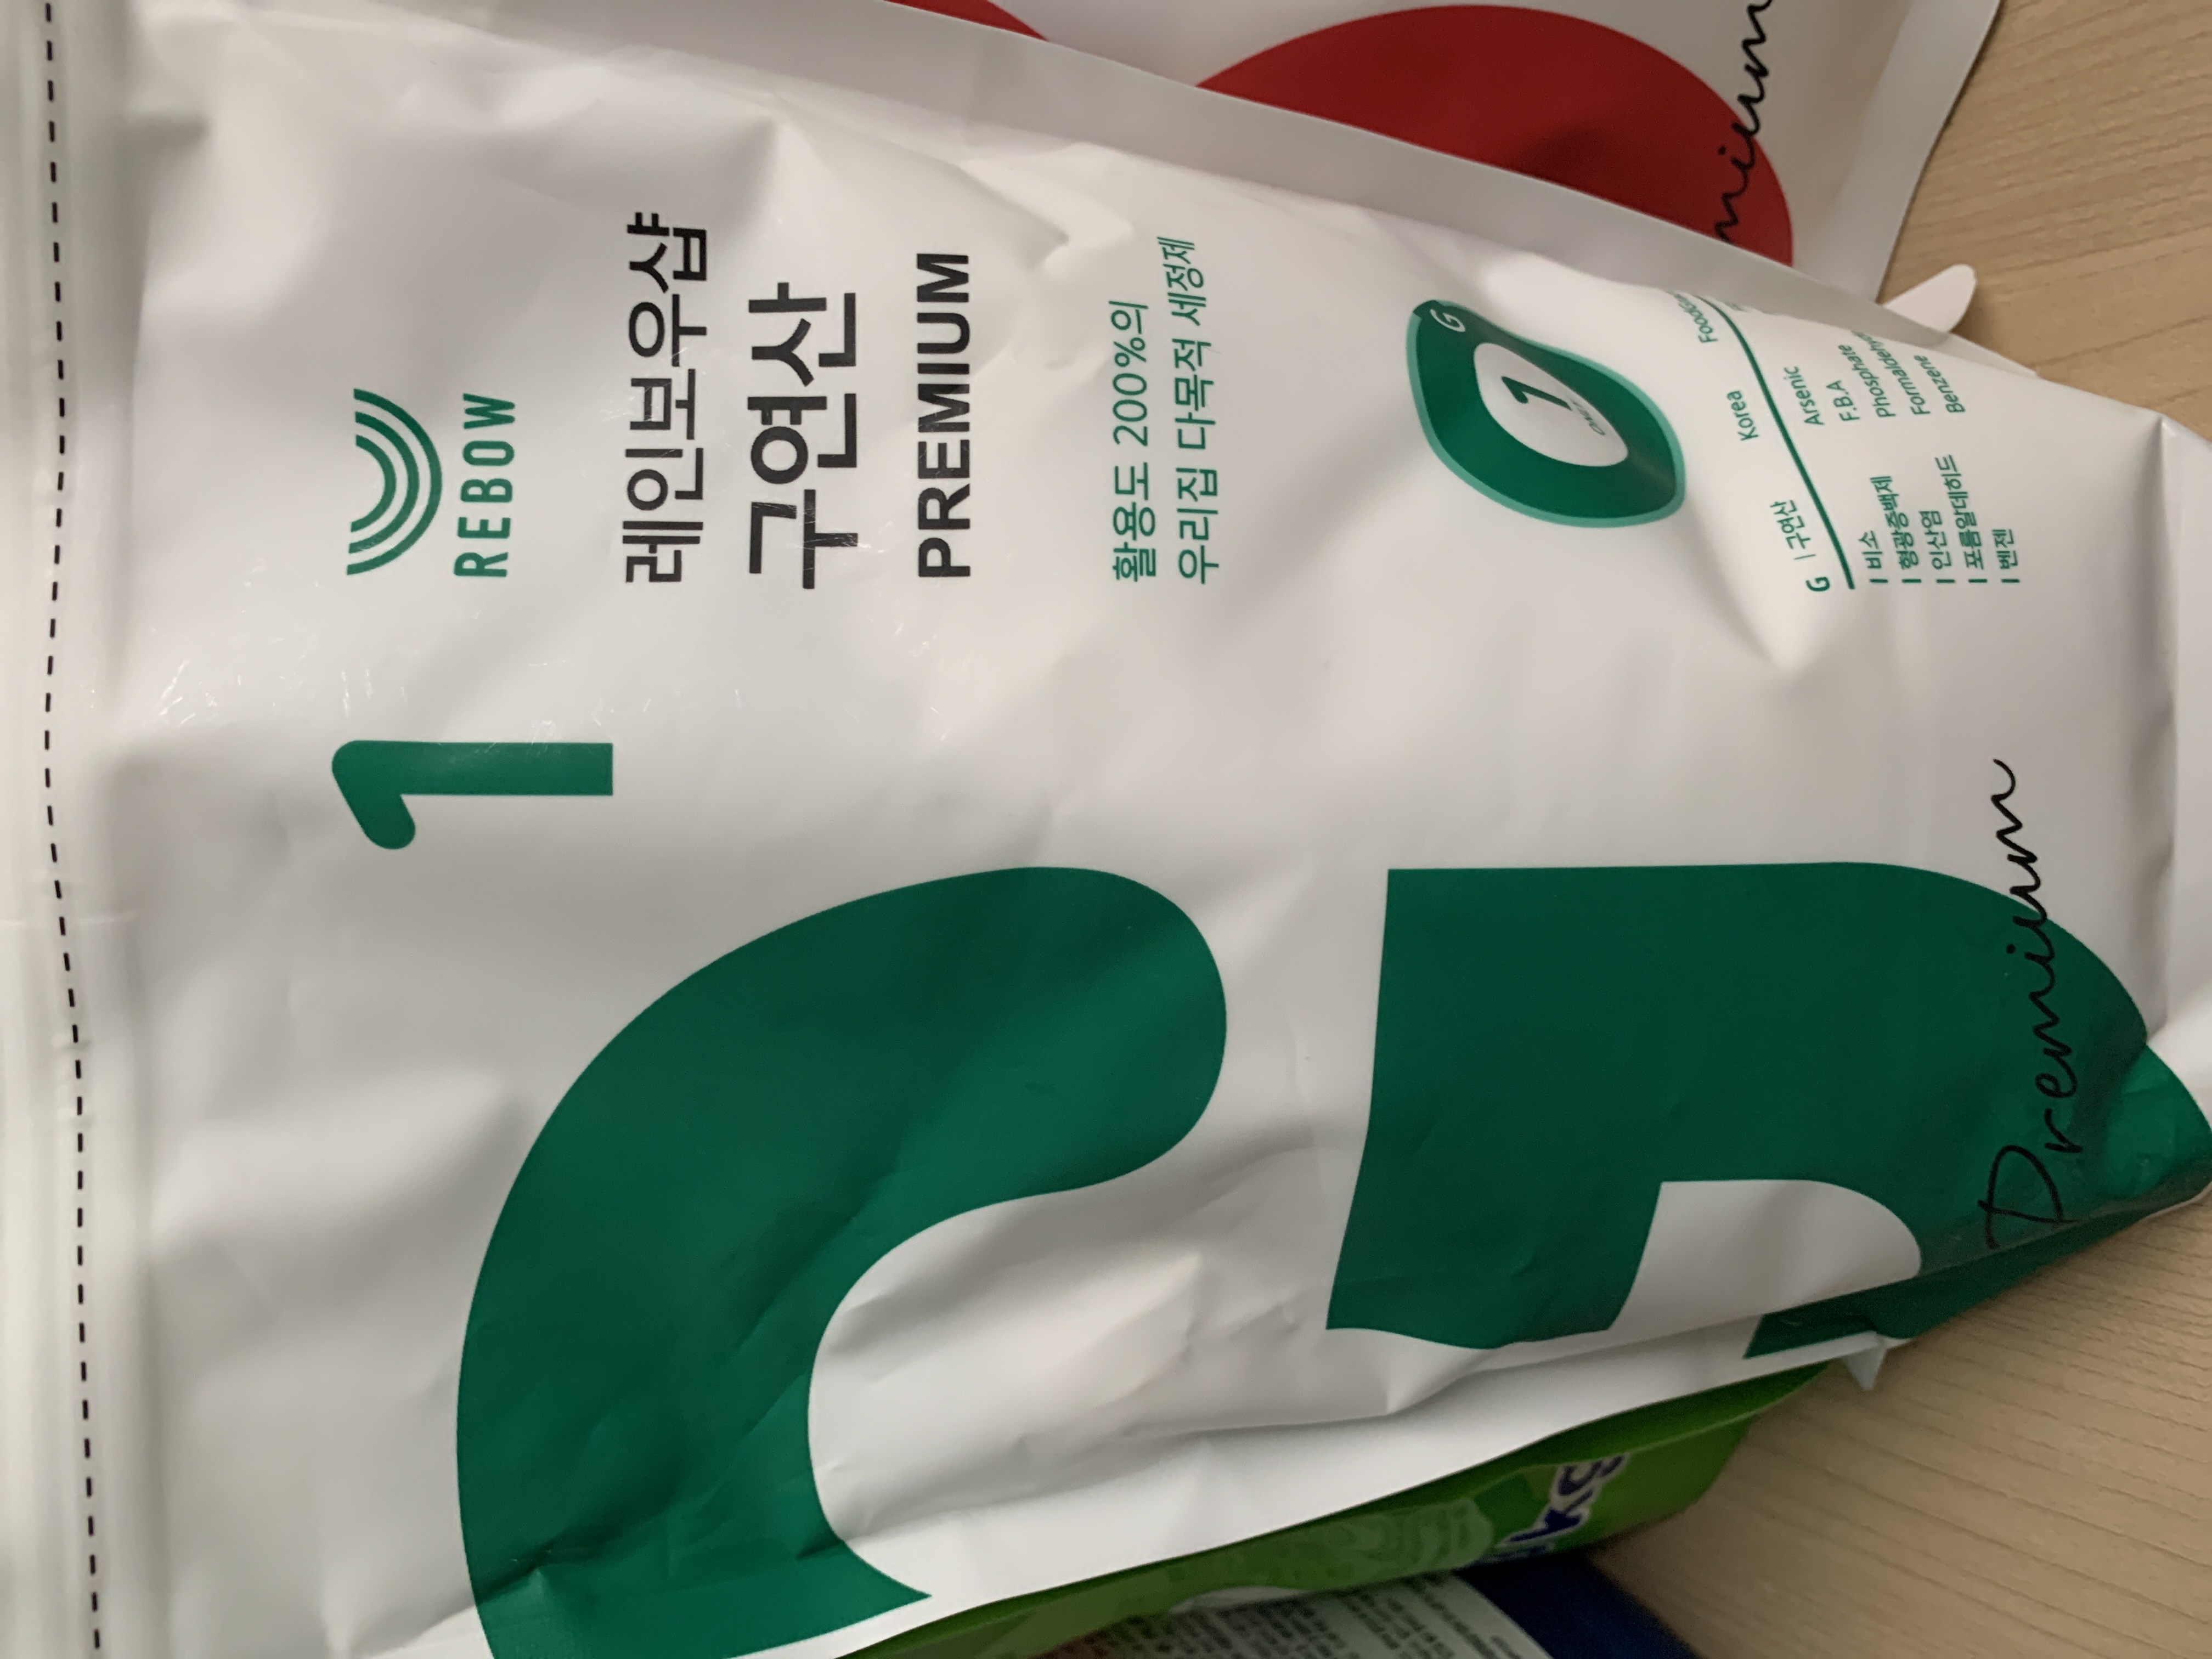 REBOW
레인보우샵
구연산
PREMIUM
활용도 200%의
우리집 다목적 세정제
1
G
1
G | 구연산 Korea
| 비소 Arsenic
| 형광증백제 F.B.A
| 인산염 Phosphate
| 포름알데히드 Formaldehyde
| 벤젠 Benzene
Premium
mium